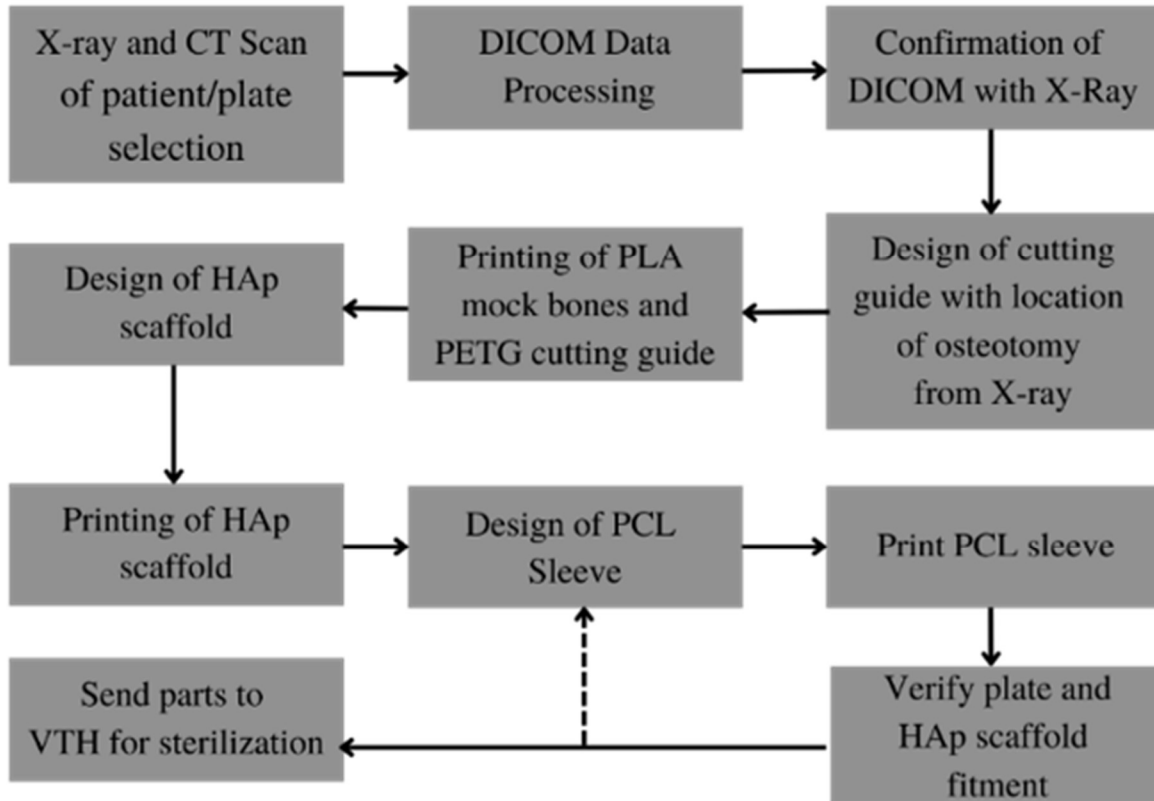 X-ray and CT Scan
of patient/plate
selection
DICOM Data
Processing
Confirmation of
DICOM with X-Ray
Design of cutting
guide with location
of osteotomy
from X-ray
Printing of PLA
mock bones and
PETG cutting guide
Design of HAp
scaffold
Printing of HAp
scaffold
Design of PCL
Sleeve
Print PCL sleeve
Verify plate and
HAp scaffold
fitment
Send parts to
VTH for sterilization